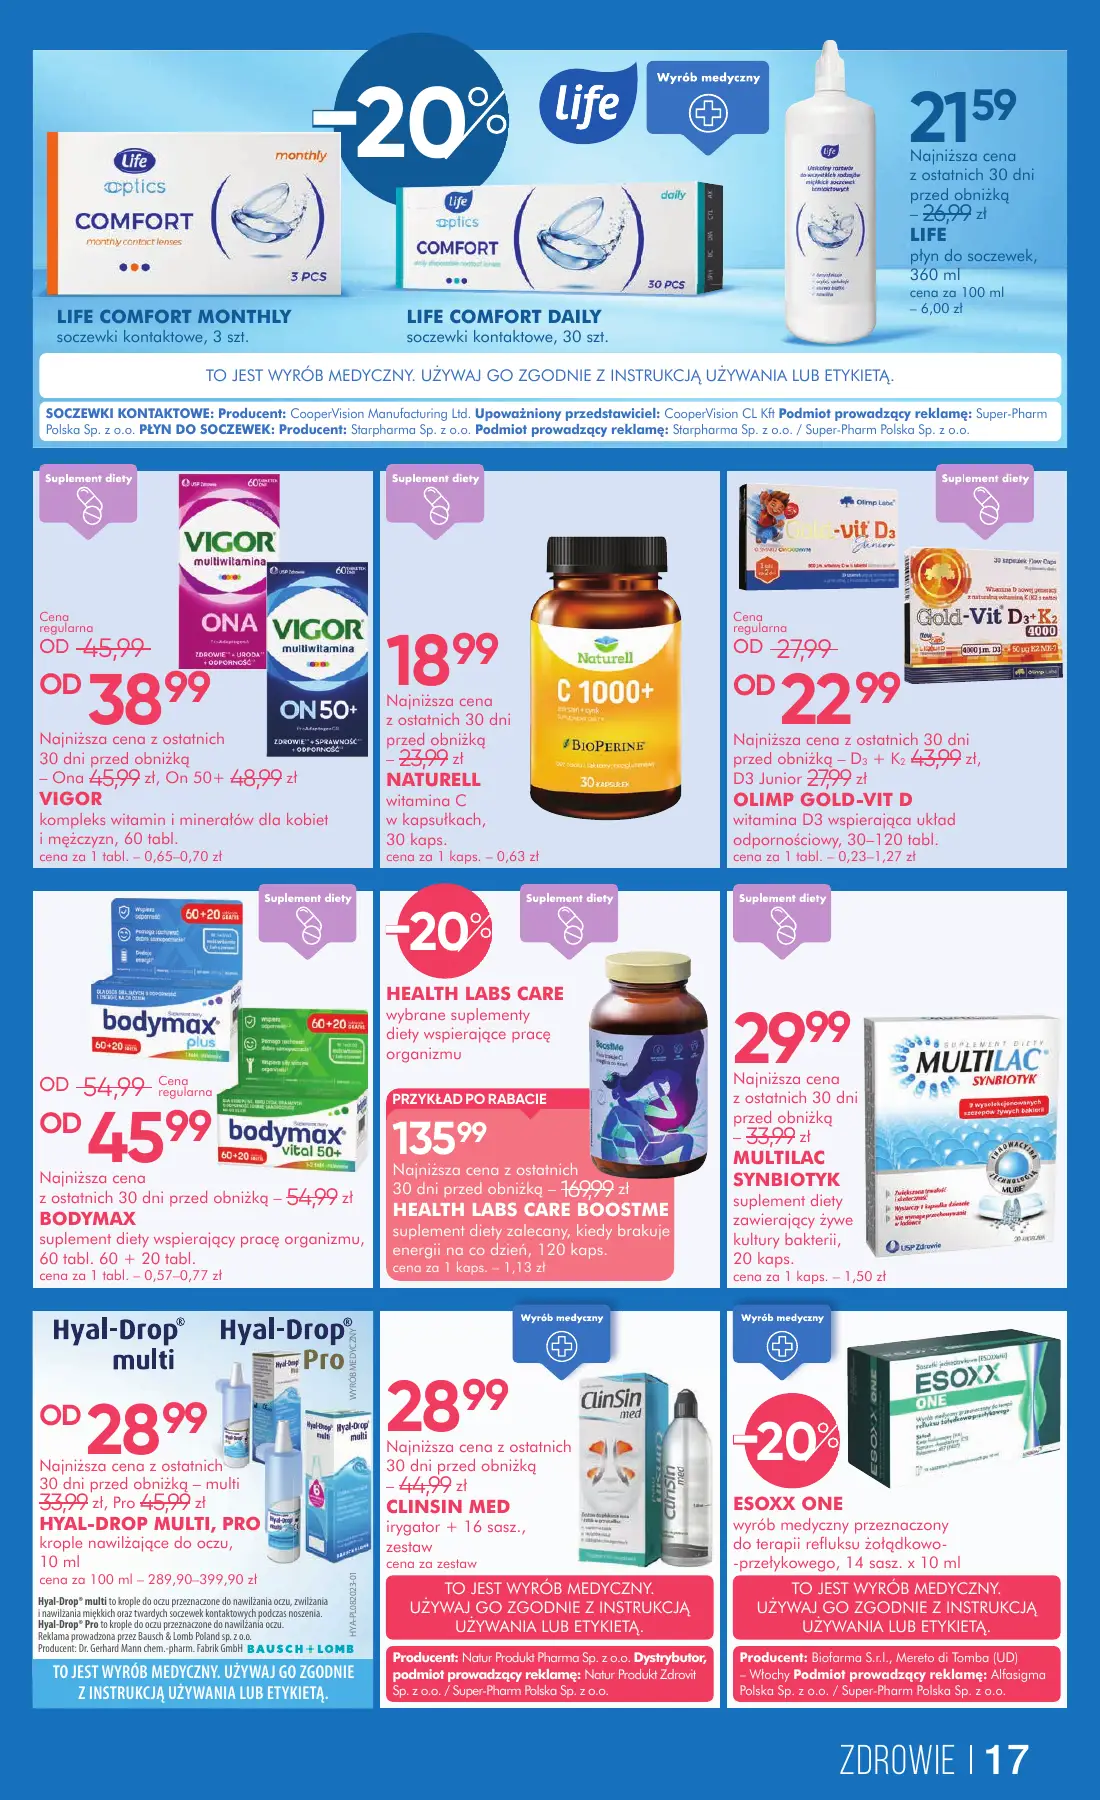 –20%
life
Wyrób medyczny
Life
optics
COMFORT
monthly
monthly contact lenses
3 PCS
life
optics
COMFORT
daily
30 PCS
LIFE COMFORT MONTHLY
soczewki kontaktowe, 3 szt.
LIFE COMFORT DAILY
soczewki kontaktowe, 30 szt.
21 59
Najniższa cena
z ostatnich 30 dni
przed obniżką
– 26,99 zł
LIFE
płyn do soczewek,
360 ml
cena za 100 ml
– 6,00 zł
TO JEST WYRÓB MEDYCZNY. UŻYWAJ GO ZGODNIE Z INSTRUKCJĄ UŻYWANIA LUB ETYKIETĄ.
SOCZEWKI KONTAKTOWE: Producent: CooperVision Manufacturing Ltd. Upoważniony przedstawiciel: CooperVision CL Kft Podmiot prowadzący reklamę: Super-Pharm
Polska Sp. z o.o. PŁYN DO SOCZEWEK: Producent: Starpharma Sp. z o.o. Podmiot prowadzący reklamę: Starpharma Sp. z o.o. / Super-Pharm Polska Sp. z o.o.
Suplement diety
VIGOR
multiwitamina
ONA
ZDROWIE + URODA
+ ODPORNOŚĆ
VIGOR
multiwitamina
ON 50+
ZDROWIE + SPRAWNOŚĆ
+ ODPORNOŚĆ
Cena
regularna
OD 45,99
OD 38 99
Najniższa cena z ostatnich
30 dni przed obniżką
– Ona 45,99 zł, On 50+ 48,99 zł
VIGOR
kompleks witamin i minerałów dla kobiet
i mężczyzn, 60 tabl.
cena za 1 tabl. – 0,65–0,70 zł
Suplement diety
Naturell
C 1000+
BIOPERINE
30 KAPSUŁEK
18 99
Najniższa cena
z ostatnich 30 dni
przed obniżką
– 23,99 zł
NATURELL
witamina C
w kapsułkach,
30 kaps.
cena za 1 kaps. – 0,63 zł
Suplement diety
Olimp Labs
Gold-vit D3
Junior
30 kapsułek
Gold-Vit D3+K2
4000
Cena
regularna
OD 27,99
OD 22 99
Najniższa cena z ostatnich 30 dni
przed obniżką – D3 + K2 43,99 zł,
D3 Junior 27,99 zł
OLIMP GOLD-VIT D
witamina D3 wspierająca układ
odpornościowy, 30–120 tabl.
cena za 1 tabl. – 0,23–1,27 zł
Suplement diety
60+20
bodymax
plus
60+20
bodymax
vital 50+
OD 54,99 Cena
regularna
OD 45 99
Najniższa cena
z ostatnich 30 dni przed obniżką – 54,99 zł
BODYMAX
suplement diety wspierający pracę organizmu,
60 tabl. 60 + 20 tabl.
cena za 1 tabl. – 0,57–0,77 zł
–20%
Suplement diety
HEALTH LABS CARE
wybrane suplementy
diety wspierające pracę
organizmu
BoostMe
PRZYKŁAD PO RABACIE
135 99
Najniższa cena z ostatnich
30 dni przed obniżką – 169,99 zł
HEALTH LABS CARE BOOSTME
suplement diety zalecany, kiedy brakuje
energii na co dzień, 120 kaps.
cena za 1 kaps. – 1,13 zł
Suplement diety
SUPLEMENT DIETY
MULTILAC
SYNBIOTYK
9 wyselekcjonowanych
szczepów żywych bakterii
INNOWACYJNA
TECHNOLOGIA
MURE
USP Zdrowie
20 KAPSUŁEK
29 99
Najniższa cena
z ostatnich 30 dni
przed obniżką
– 33,99 zł
MULTILAC
SYNBIOTYK
suplement diety
zawierający żywe
kultury bakterii,
20 kaps.
cena za 1 kaps. – 1,50 zł
Hyal-Drop®
multi
Hyal-Drop®
Pro
WYRÓB MEDYCZNY
OD 28 99
Najniższa cena z ostatnich
30 dni przed obniżką – multi
33,99 zł, Pro 45,99 zł
HYAL-DROP MULTI, PRO
krople nawilżające do oczu,
10 ml
cena za 100 ml – 289,90–399,90 zł
Hyal-Drop® multi to krople do oczu przeznaczone do nawilżania oczu, zwilżania
i nawilżania miękkich oraz twardych soczewek kontaktowych podczas noszenia.
Hyal-Drop® Pro to krople do oczu przeznaczone do nawilżania oczu.
Reklama prowadzona przez Bausch & Lomb Poland sp. z o.o.
Producent: Dr. Gerhard Mann chem.-pharm. Fabrik GmbH BAUSCH + LOMB
HYA-PL082023-01
TO JEST WYRÓB MEDYCZNY. UŻYWAJ GO ZGODNIE
Z INSTRUKCJĄ UŻYWANIA LUB ETYKIETĄ.
Wyrób medyczny
ClinSin
med
28 99
Najniższa cena z ostatnich
30 dni przed obniżką
– 44,99 zł
CLINSIN MED
irygator + 16 sasz.,
zestaw
cena za zestaw
TO JEST WYRÓB MEDYCZNY.
UŻYWAJ GO ZGODNIE Z INSTRUKCJĄ
UŻYWANIA LUB ETYKIETĄ.
Producent: Natur Produkt Pharma Sp. z o.o. Dystrybutor,
podmiot prowadzący reklamę: Natur Produkt Zdrovit
Sp. z o.o. / Super-Pharm Polska Sp. z o.o.
Wyrób medyczny
ESOXX
ONE
–20%
ESOXX ONE
wyrób medyczny przeznaczony
do terapii refluksu żołądkowo-
-przełykowego, 14 sasz. x 10 ml
TO JEST WYRÓB MEDYCZNY.
UŻYWAJ GO ZGODNIE Z INSTRUKCJĄ
UŻYWANIA LUB ETYKIETĄ.
Producent: Biofarma S.r.l., Mereto di Tomba (UD)
– Włochy Podmiot prowadzący reklamę: Alfasigma
Polska Sp. z o.o. / Super-Pharm Polska Sp. z o.o.
ZDROWIE | 17